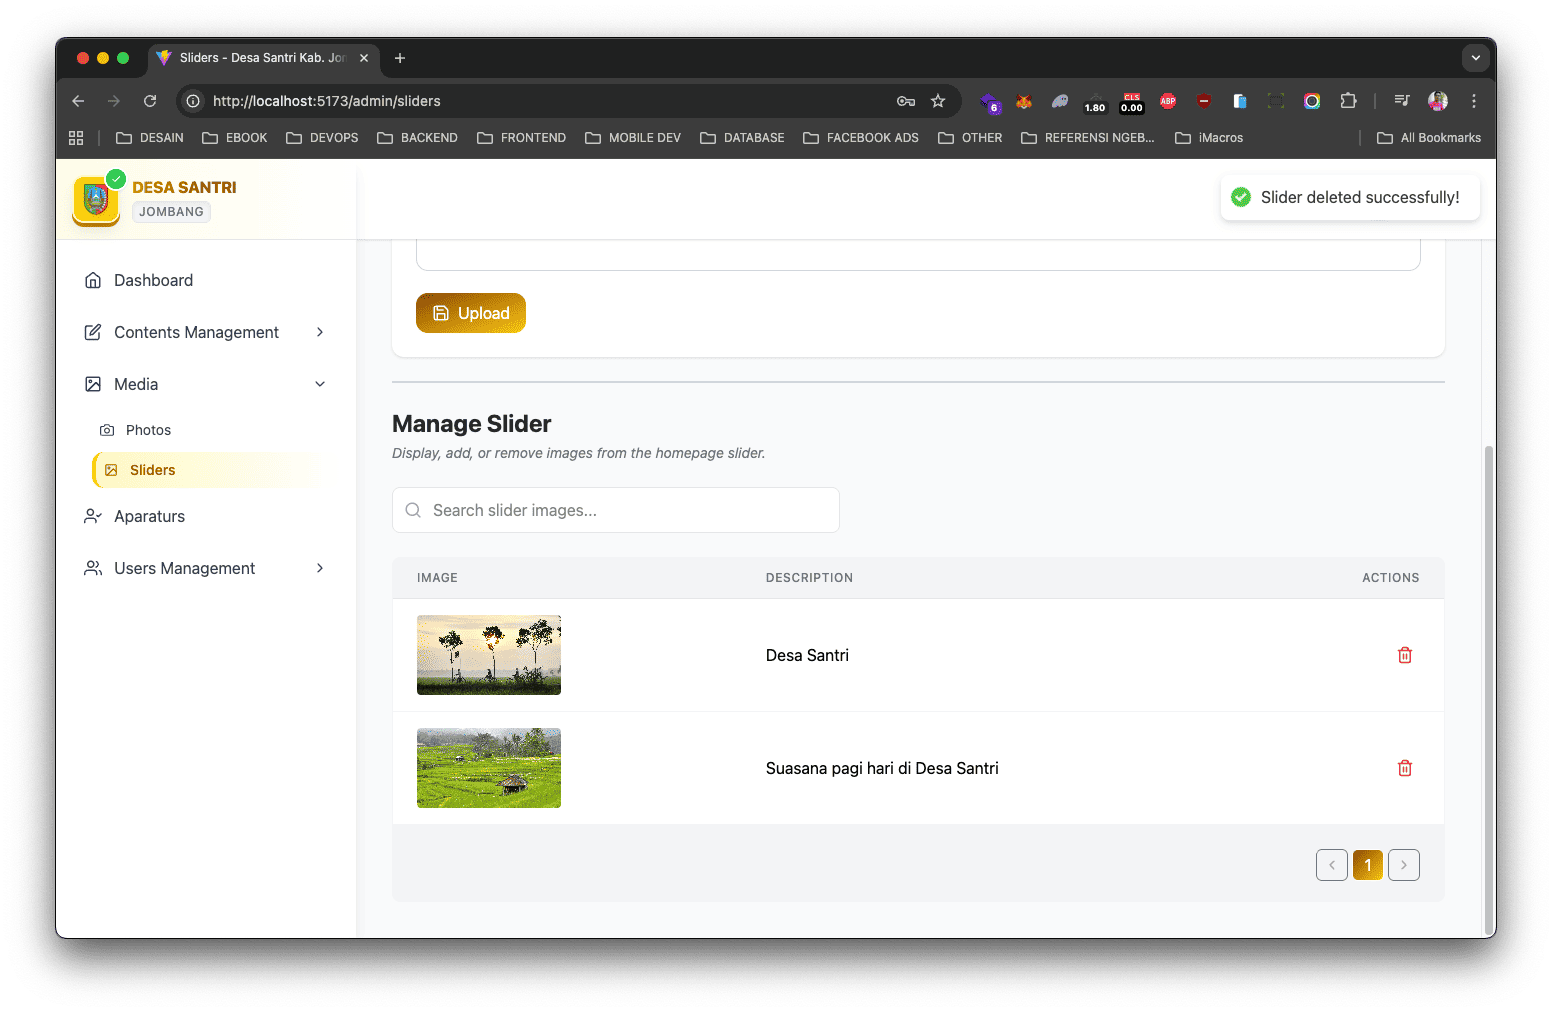 Sliders - Desa Santri Kab. Jon
http://localhost:5173/admin/sliders
6
1.80
CLS
0.00
ABP
DESAIN
EBOOK
DEVOPS
BACKEND
FRONTEND
MOBILE DEV
DATABASE
FACEBOOK ADS
OTHER
REFERENSI NGEB...
iMacros
All Bookmarks
DESA SANTRI
JOMBANG
Slider deleted successfully!
Dashboard
Contents Management
Media
Photos
Sliders
Aparaturs
Users Management
Upload
Manage Slider
Display, add, or remove images from the homepage slider.
Search slider images...
IMAGE DESCRIPTION ACTIONS
Desa Santri
Suasana pagi hari di Desa Santri
1